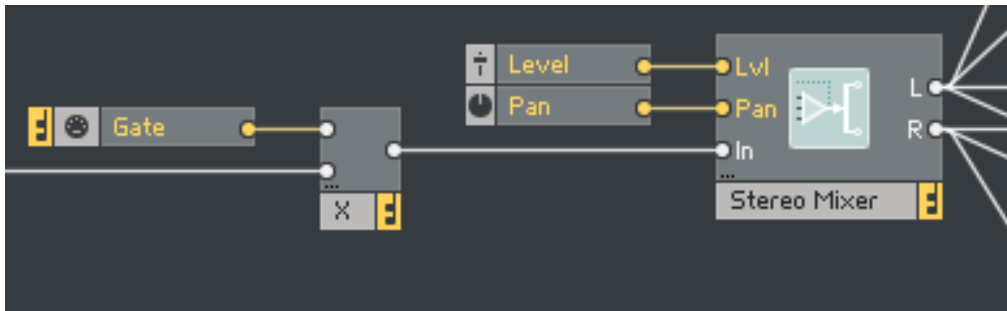 Level
Lvl
L
Gate
Pan
Pan
R
In
X
Stereo Mixer